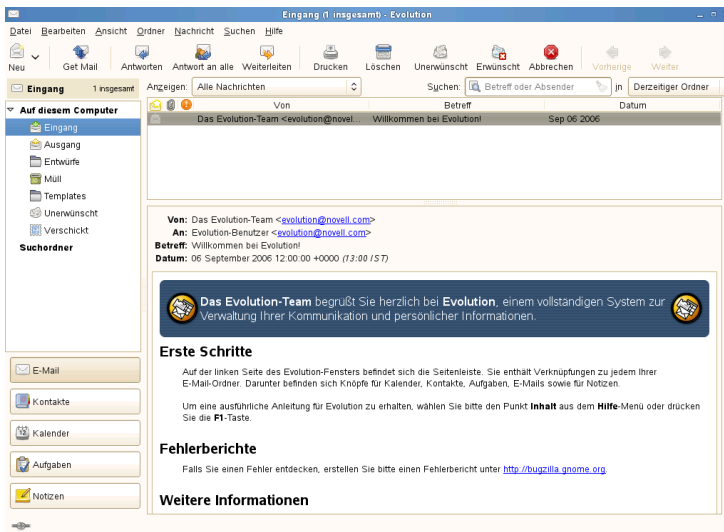 Eingang (1 insgesamt) - Evolution
Datei Bearbeiten Ansicht Ordner Nachricht Suchen Hilfe
Neu Get Mail Antworten Antwort an alle Weiterleiten Drucken Löschen Unerwünscht Erwünscht Abbrechen Vorherige Weiter
Eingang 1 insgesamt Anzeigen: Alle Nachrichten Suchen: Betreff oder Absender in Derzeitiger Ordner
Auf diesem Computer
Eingang
Ausgang
Entwürfe
Müll
Templates
Unerwünscht
Verschickt
Suchordner
Von Betreff Datum
Das Evolution-Team <evolution@novel... Willkommen bei Evolution! Sep 06 2006
Von: Das Evolution-Team <evolution@novell.com>
An: Evolution-Benutzer <evolution@novell.com>
Betreff: Willkommen bei Evolution!
Datum: 06 September 2006 12:00:00 +0000 (13:00 IST)
Das Evolution-Team begrüßt Sie herzlich bei Evolution, einem vollständigen System zur
Verwaltung Ihrer Kommunikation und persönlicher Informationen.
Erste Schritte
Auf der linken Seite des Evolution-Fensters befindet sich die Seitenleiste. Sie enthält Verknüpfungen zu jedem Ihrer
E-Mail-Ordner. Darunter befinden sich Knöpfe für Kalender, Kontakte, Aufgaben, E-Mails sowie für Notizen.
Um eine ausführliche Anleitung für Evolution zu erhalten, wählen Sie bitte den Punkt Inhalt aus dem Hilfe-Menü oder drücken
Sie die F1-Taste.
Fehlerberichte
Falls Sie einen Fehler entdecken, erstellen Sie bitte einen Fehlerbericht unter http://bugzilla.gnome.org.
Weitere Informationen
E-Mail
Kontakte
Kalender
Aufgaben
Notizen